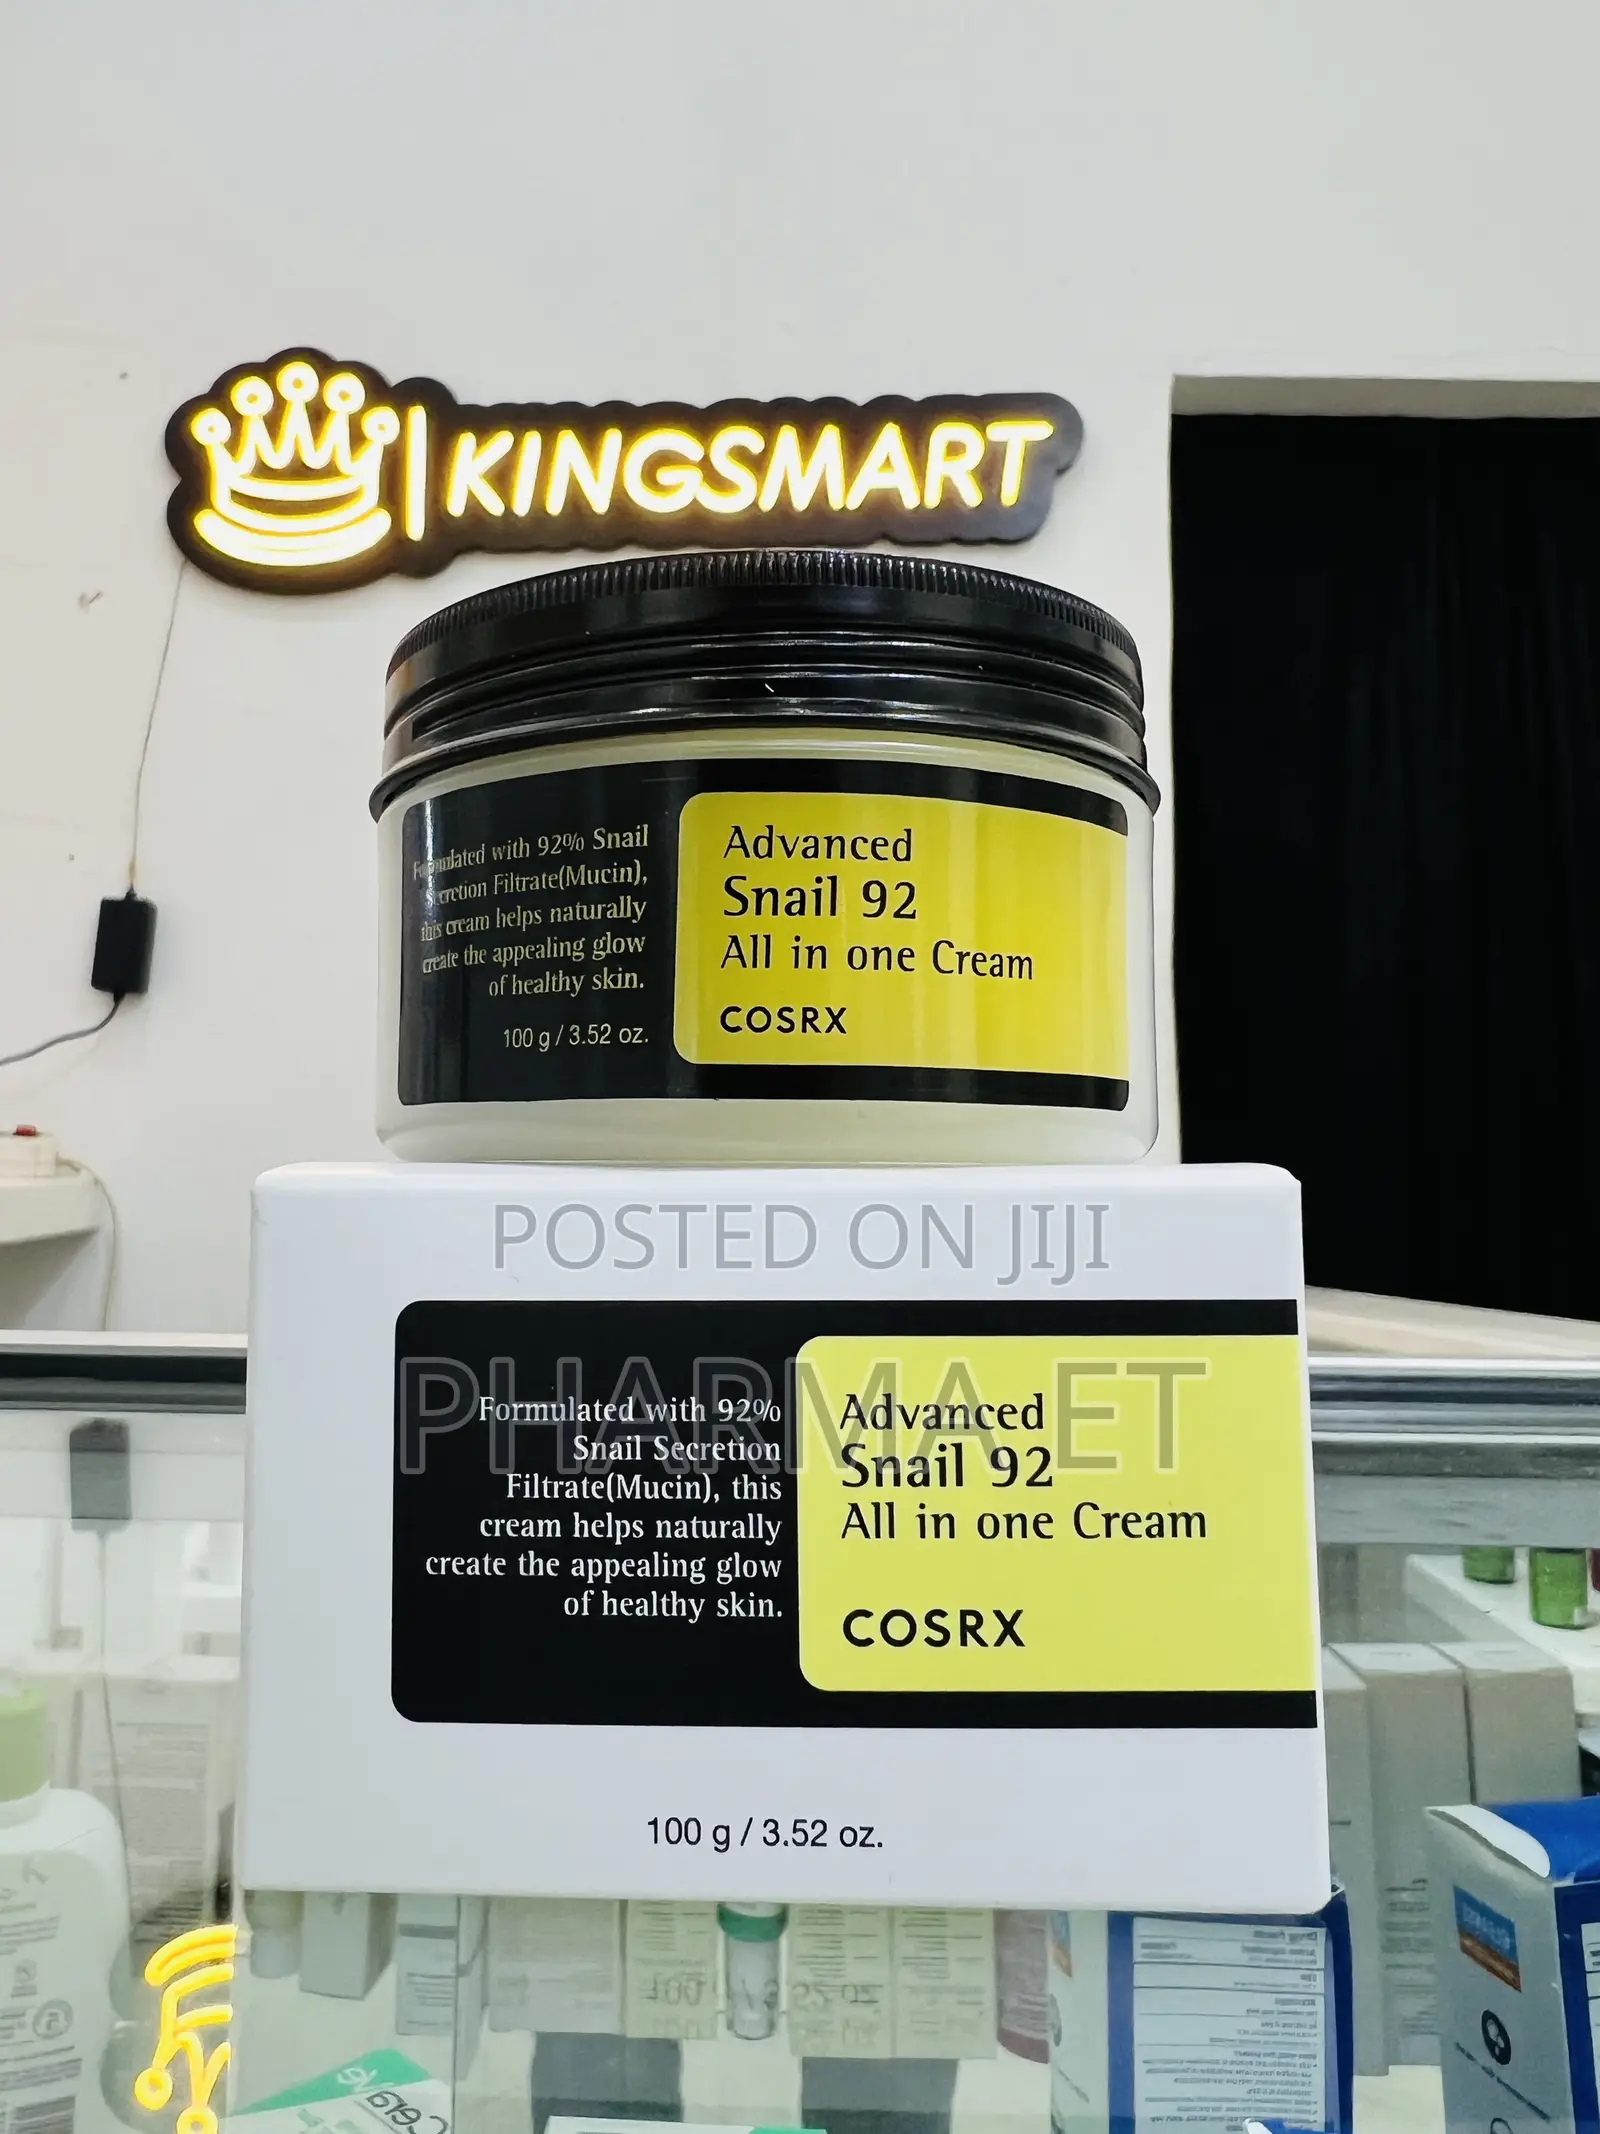 KINGSMART
Formulated with 92% Snail
Secretion Filtrate(Mucin),
this cream helps naturally
create the appealing glow
of healthy skin.
100 g / 3.52 oz.
Advanced
Snail 92
All in one Cream
COSRX
POSTED ON JIJI
PHARMA ET
Formulated with 92%
Snail Secretion
Filtrate(Mucin), this
cream helps naturally
create the appealing glow
of healthy skin.
Advanced
Snail 92
All in one Cream
COSRX
100 g / 3.52 oz.